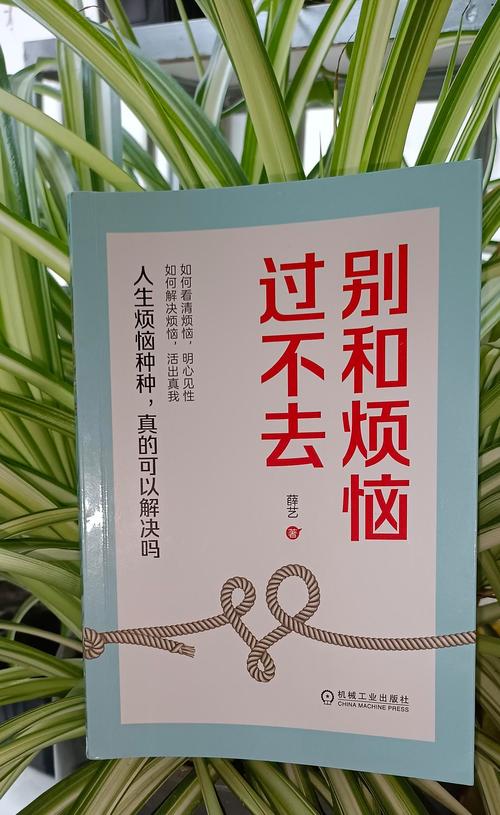 别和烦恼
过不去
薛艺 著
如何看清烦恼，明心见性
如何解决烦恼，活出真我
人生烦恼种种，真的可以解决吗
机械工业出版社
CHINA MACHINE PRESS